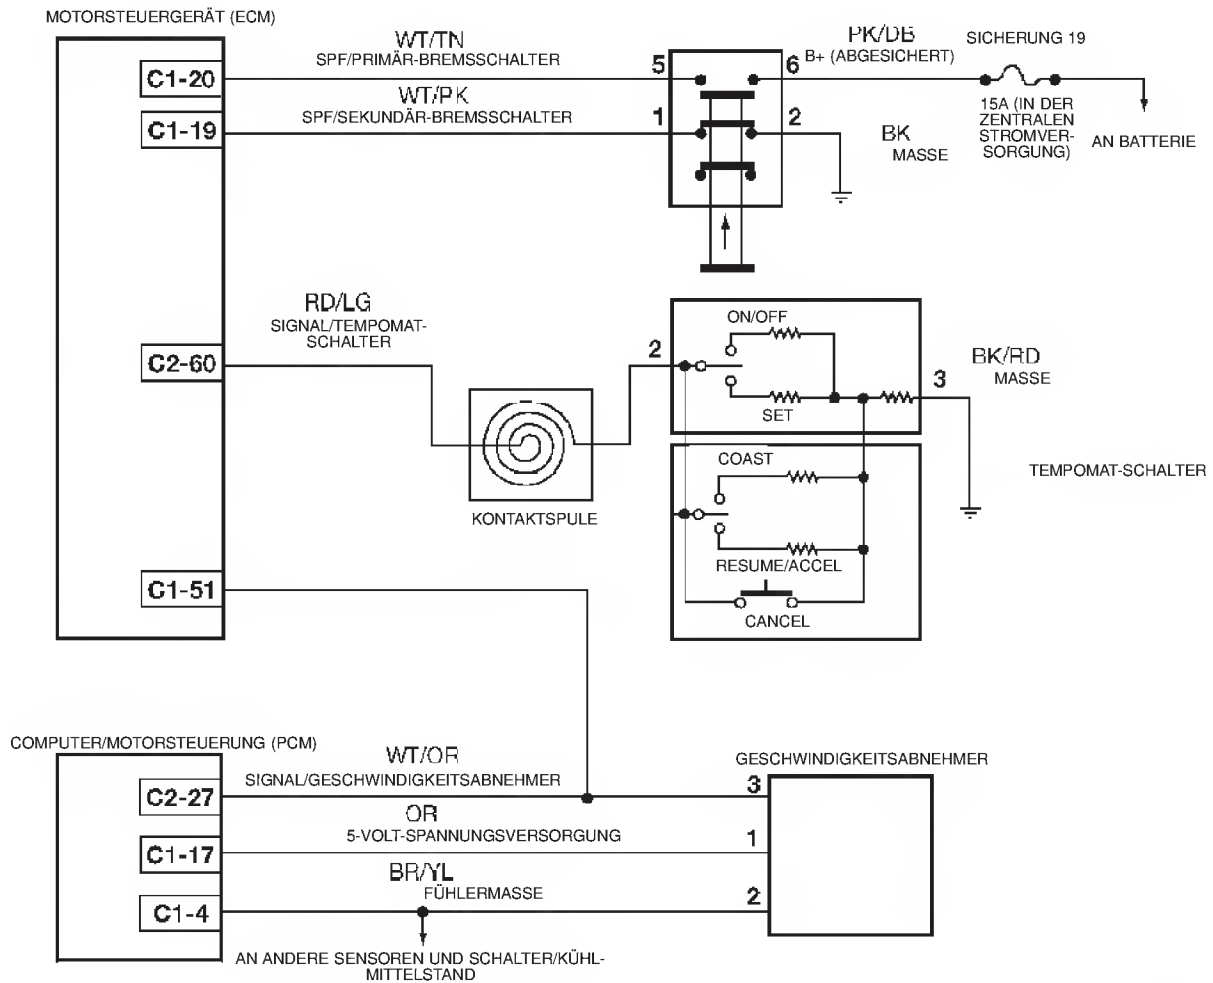 MOTORSTEUERGERÄT (ECM)
C1-20
WT/TN
SPF/PRIMÄR-BREMSSCHALTER
5
6
PK/DB
B+ (ABGESICHERT)
SICHERUNG 19
15A (IN DER
ZENTRALEN
STROMVER-
SORGUNG)
AN BATTERIE
C1-19
WT/PK
SPF/SEKUNDÄR-BREMSSCHALTER
1
2
BK
MASSE
C2-60
RD/LG
SIGNAL/TEMPOMAT-
SCHALTER
KONTAKTSPULE
2
ON/OFF
SET
3
BK/RD
MASSE
COAST
RESUME/ACCEL
CANCEL
TEMPOMAT-SCHALTER
C1-51
COMPUTER/MOTORSTEUERUNG (PCM)
GESCHWINDIGKEITSABNEHMER
C2-27
WT/OR
SIGNAL/GESCHWINDIGKEITSABNEHMER
3
C1-17
OR
5-VOLT-SPANNUNGSVERSORGUNG
1
C1-4
BR/YL
FÜHLERMASSE
2
AN ANDERE SENSOREN UND SCHALTER/KÜHL-
MITTELSTAND